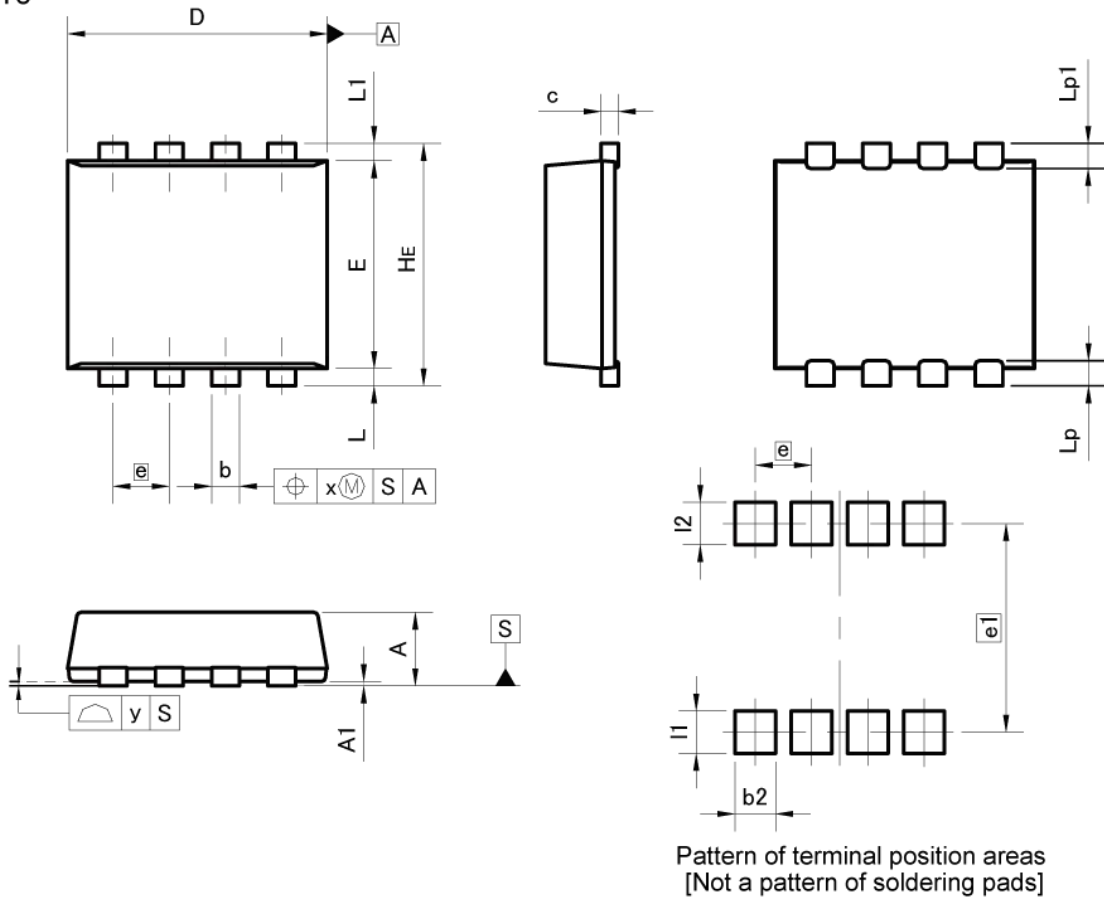 D
A
L1
c
Lp1
E
HE
L
Lp
e
b
x Ⓜ S A
e
l2
A
S
e1
y S
A1
l1
b2
Pattern of terminal position areas
[Not a pattern of soldering pads]